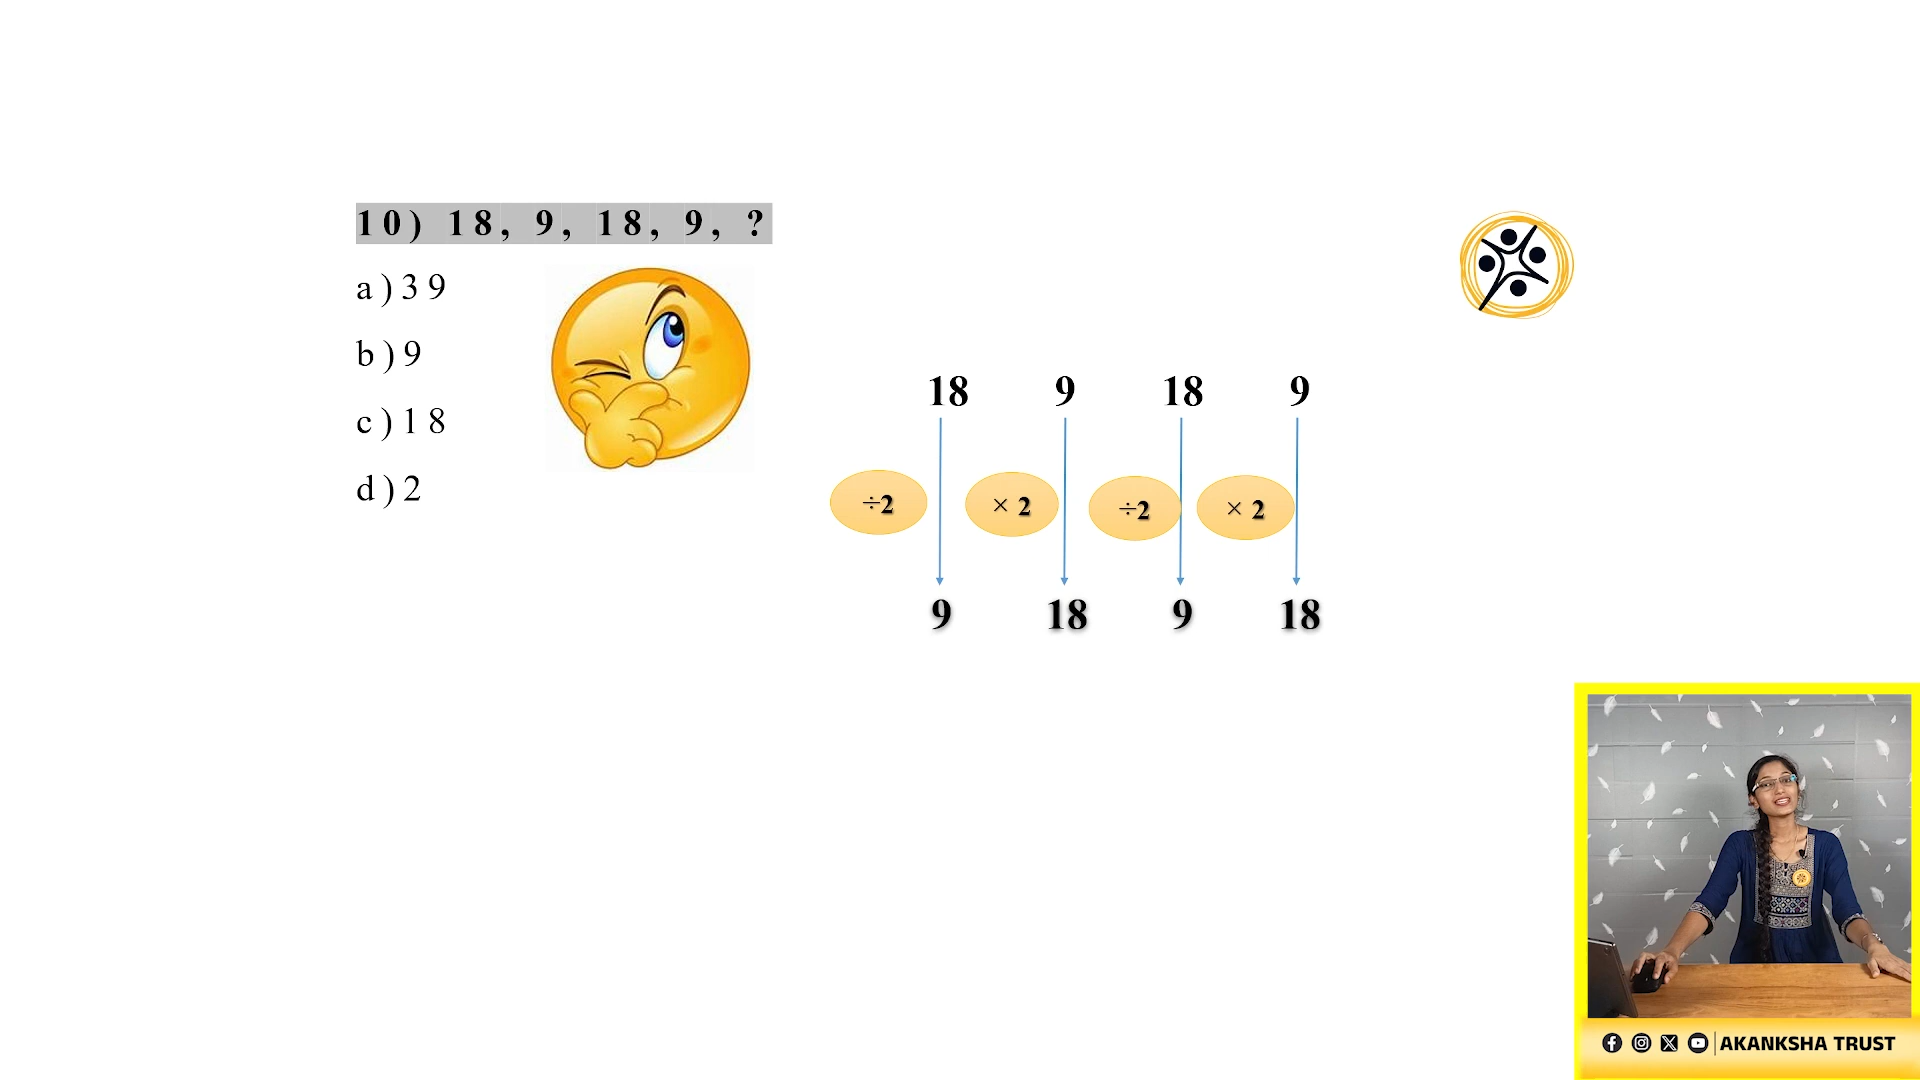 10) 18, 9, 18, 9, ?
a)39
b)9
c)18
d)2
18 9 18 9
÷2 × 2 ÷2 × 2
9 18 9 18
AKANKSHA TRUST